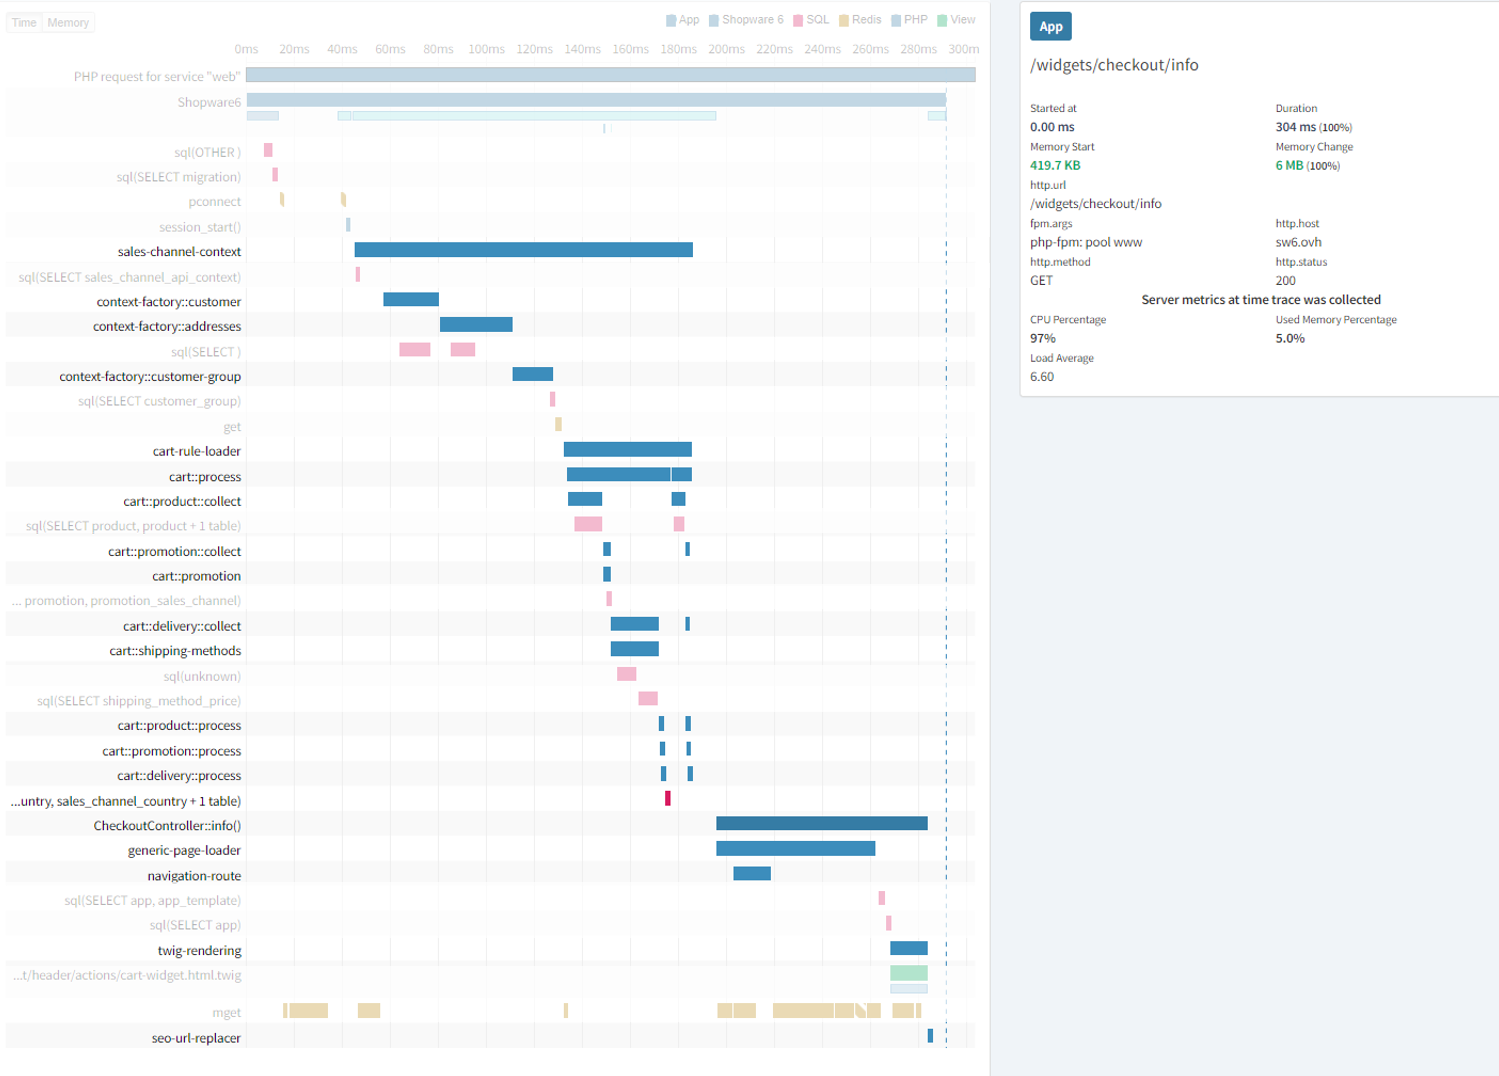 Time Memory
App Shopware 6 SQL Redis PHP View
0ms 20ms 40ms 60ms 80ms 100ms 120ms 140ms 160ms 180ms 200ms 220ms 240ms 260ms 280ms 300m
PHP request for service "web"
Shopware6
sql(OTHER )
sql(SELECT migration)
pconnect
session_start()
sales-channel-context
sql(SELECT sales_channel_api_context)
context-factory::customer
context-factory::addresses
sql(SELECT )
context-factory::customer-group
sql(SELECT customer_group)
get
cart-rule-loader
cart::process
cart::product::collect
sql(SELECT product, product + 1 table)
cart::promotion::collect
cart::promotion
... promotion, promotion_sales_channel)
cart::delivery::collect
cart::shipping-methods
sql(unknown)
sql(SELECT shipping_method_price)
cart::product::process
cart::promotion::process
cart::delivery::process
...untry, sales_channel_country + 1 table)
CheckoutController::info()
generic-page-loader
navigation-route
sql(SELECT app, app_template)
sql(SELECT app)
twig-rendering
...t/header/actions/cart-widget.html.twig
mget
seo-url-replacer
App
/widgets/checkout/info
Started at Duration
0.00 ms 304 ms (100%)
Memory Start Memory Change
419.7 KB 6 MB (100%)
http.url
/widgets/checkout/info
fpm.args http.host
php-fpm: pool www sw6.ovh
http.method http.status
GET 200
Server metrics at time trace was collected
CPU Percentage Used Memory Percentage
97% 5.0%
Load Average
6.60